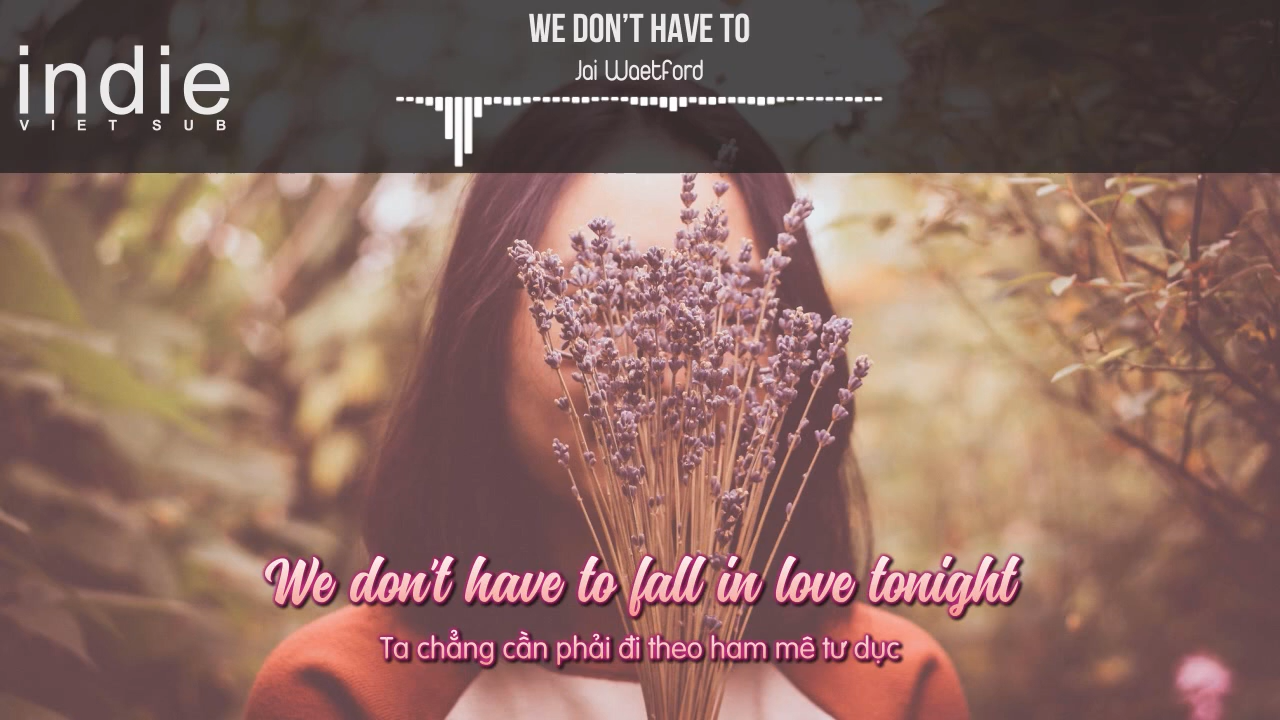 WE DON'T HAVE TO
Jai Waetford
indie
VIET SUB
We don't have to fall in love tonight
Ta chẳng cần phải đi theo ham mê tư dục